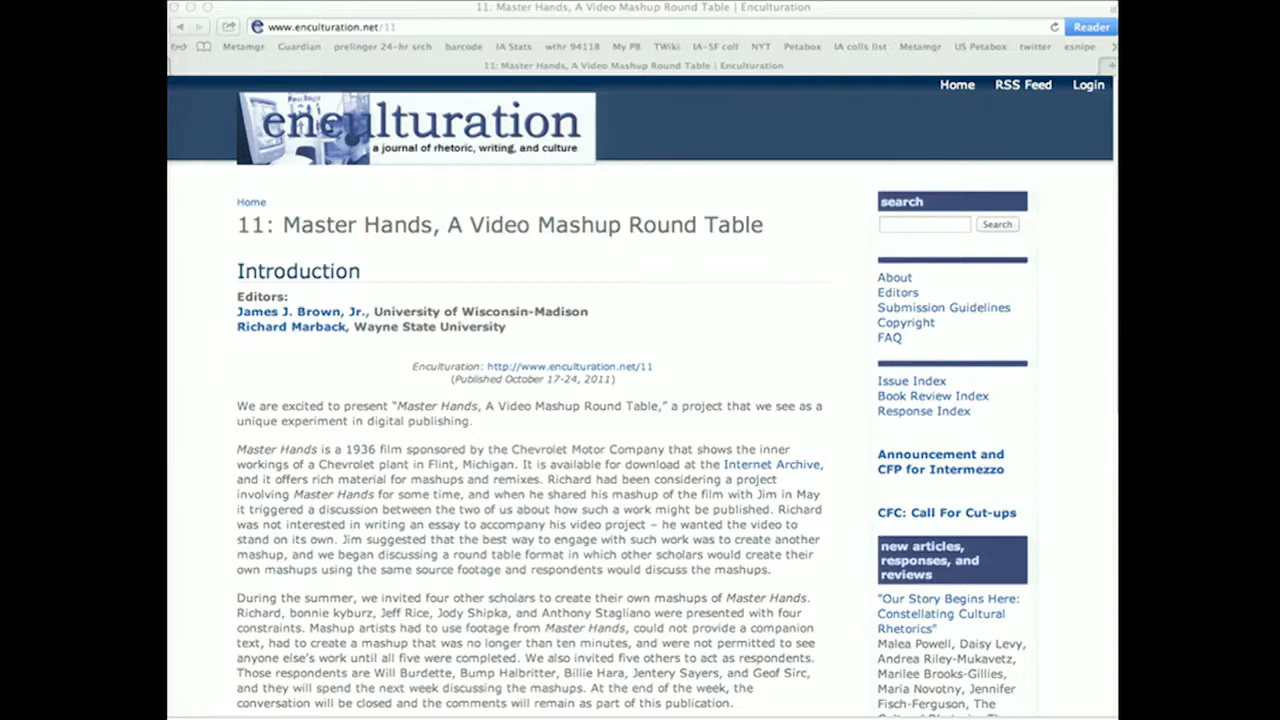 11: Master Hands, A Video Mashup Round Table | Enculturation
www.enculturation.net/11
Reader
Metamgr Guardian prelinger 24-hr srch barcode IA Stats wthr 94118 My PB TWiki IA-SF coll NYT Petabox IA colls list Metamgr US Petabox twitter esnipe
11: Master Hands, A Video Mashup Round Table | Enculturation
Home RSS Feed Login
enculturation
a journal of rhetoric, writing, and culture
Home
11: Master Hands, A Video Mashup Round Table
Introduction
Editors:
James J. Brown, Jr., University of Wisconsin-Madison
Richard Marback, Wayne State University
Enculturation: http://www.enculturation.net/11
(Published October 17-24, 2011)
We are excited to present “Master Hands, A Video Mashup Round Table,” a project that we see as a
unique experiment in digital publishing.
Master Hands is a 1936 film sponsored by the Chevrolet Motor Company that shows the inner
workings of a Chevrolet plant in Flint, Michigan. It is available for download at the Internet Archive,
and it offers rich material for mashups and remixes. Richard had been considering a project
involving Master Hands for some time, and when he shared his mashup of the film with Jim in May
it triggered a discussion between the two of us about how such a work might be published. Richard
was not interested in writing an essay to accompany his video project – he wanted the video to
stand on its own. Jim suggested that the best way to engage with such work was to create another
mashup, and we began discussing a round table format in which other scholars would create their
own mashups using the same source footage and respondents would discuss the mashups.
During the summer, we invited four other scholars to create their own mashups of Master Hands.
Richard, bonnie kyburz, Jeff Rice, Jody Shipka, and Anthony Stagliano were presented with four
constraints. Mashup artists had to use footage from Master Hands, could not provide a companion
text, had to create a mashup that was no longer than ten minutes, and were not permitted to see
anyone else’s work until all five were completed. We also invited five others to act as respondents.
Those respondents are Will Burdette, Bump Halbritter, Billie Hara, Jentery Sayers, and Geof Sirc,
and they will spend the next week discussing the mashups. At the end of the week, the
conversation will be closed and the comments will remain as part of this publication.
search
Search
About
Editors
Submission Guidelines
Copyright
FAQ
Issue Index
Book Review Index
Response Index
Announcement and
CFP for Intermezzo
CFC: Call For Cut-ups
new articles,
responses, and
reviews
"Our Story Begins Here:
Constellating Cultural
Rhetorics"
Malea Powell, Daisy Levy,
Andrea Riley-Mukavetz,
Marilee Brooks-Gillies,
Maria Novotny, Jennifer
Fisch-Ferguson, The